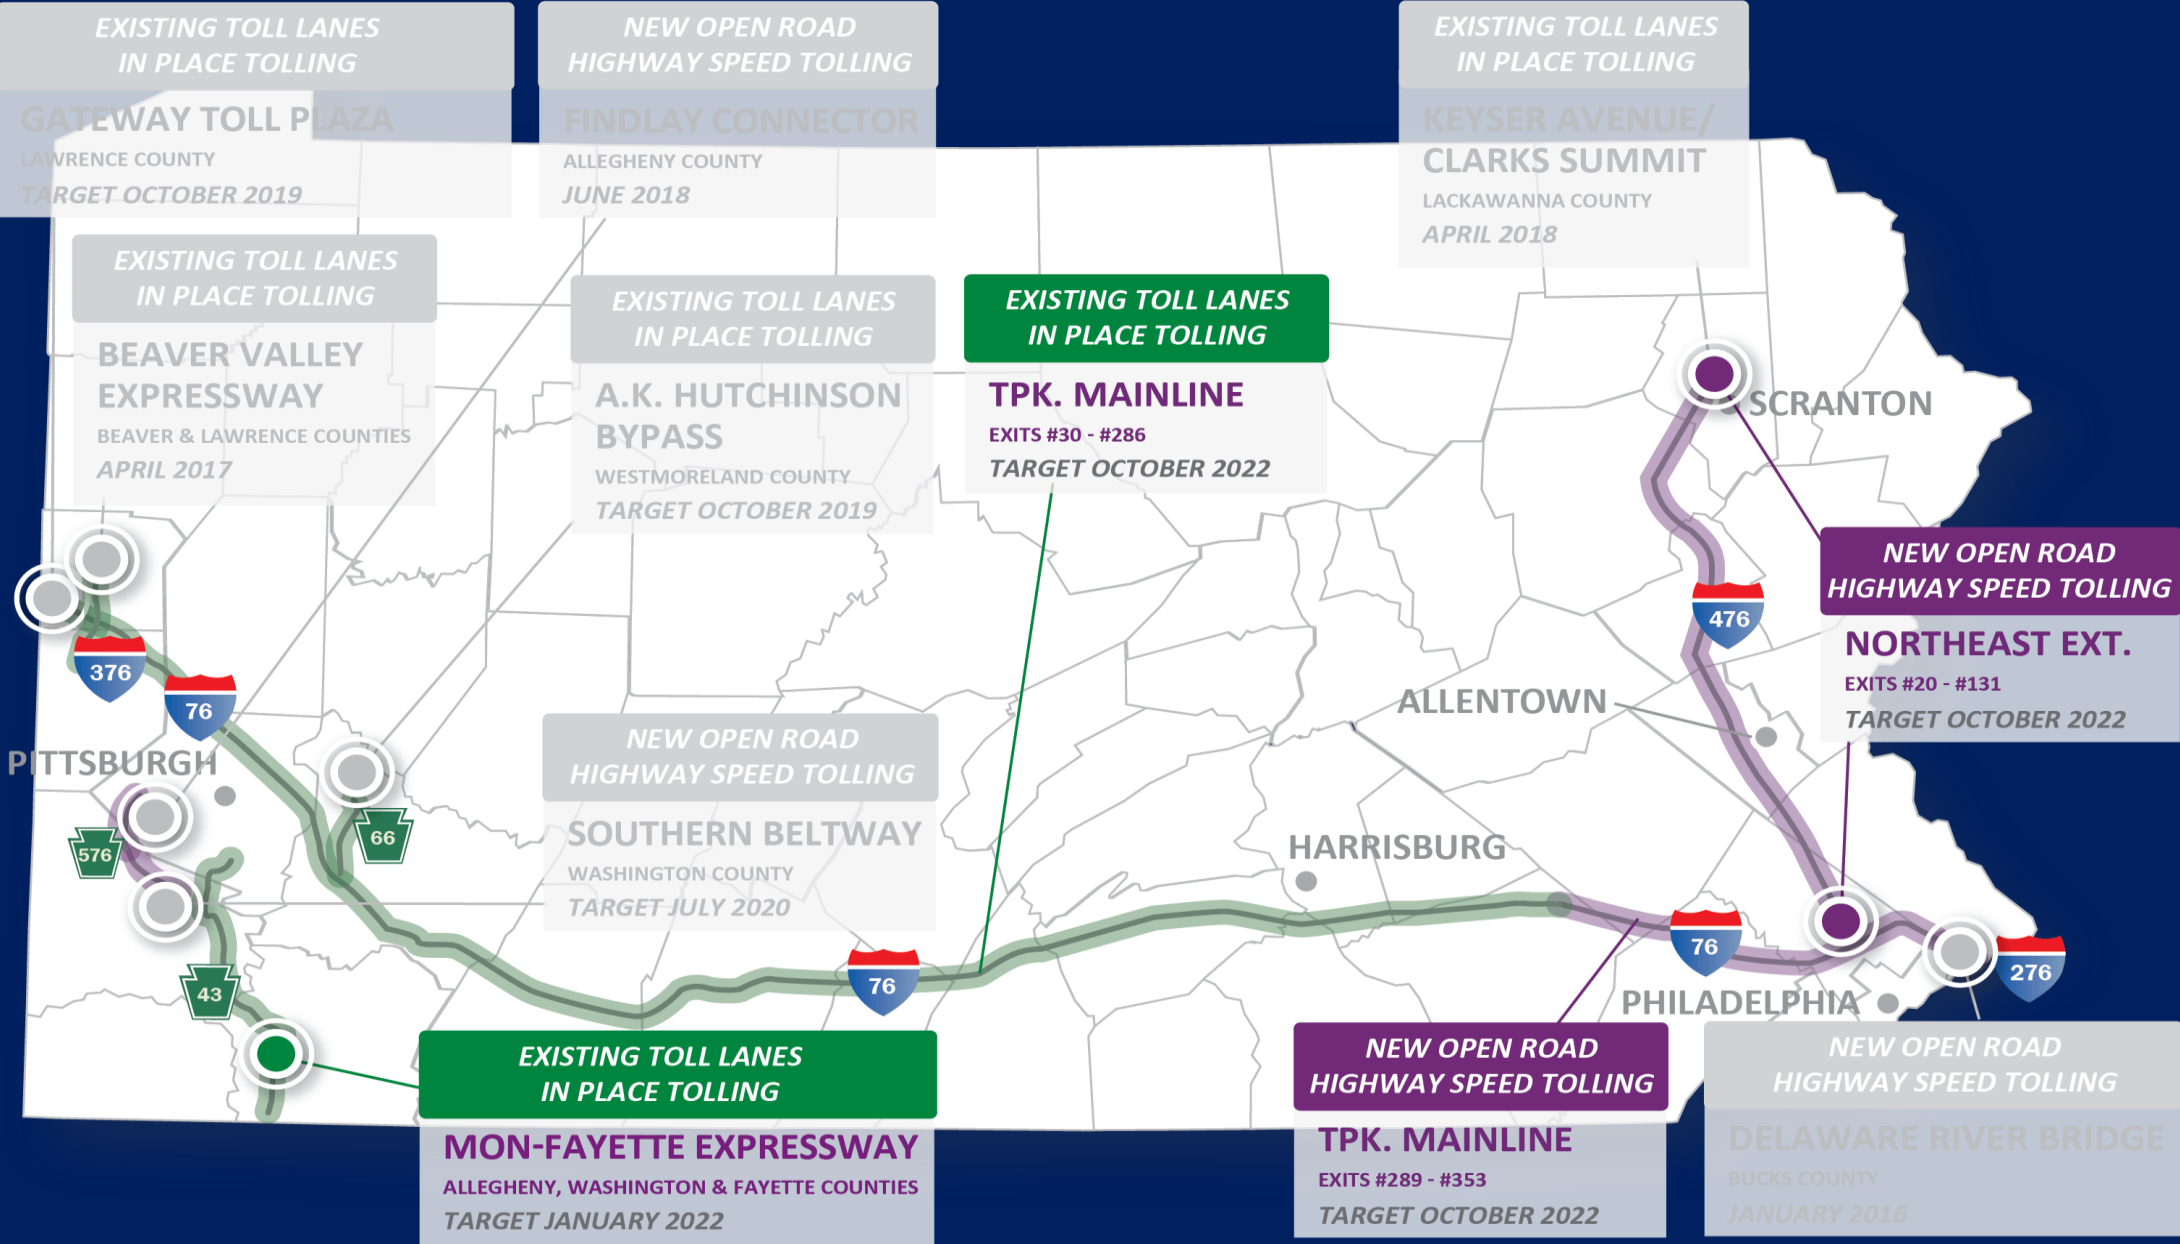 EXISTING TOLL LANES
IN PLACE TOLLING
GATEWAY TOLL PLAZA
LAWRENCE COUNTY
TARGET OCTOBER 2019
NEW OPEN ROAD
HIGHWAY SPEED TOLLING
FINDLAY CONNECTOR
ALLEGHENY COUNTY
JUNE 2018
EXISTING TOLL LANES
IN PLACE TOLLING
KEYSER AVENUE/
CLARKS SUMMIT
LACKAWANNA COUNTY
APRIL 2018
EXISTING TOLL LANES
IN PLACE TOLLING
BEAVER VALLEY
EXPRESSWAY
BEAVER & LAWRENCE COUNTIES
APRIL 2017
EXISTING TOLL LANES
IN PLACE TOLLING
A.K. HUTCHINSON
BYPASS
WESTMORELAND COUNTY
TARGET OCTOBER 2019
EXISTING TOLL LANES
IN PLACE TOLLING
TPK. MAINLINE
EXITS #30 - #286
TARGET OCTOBER 2022
SCRANTON
NEW OPEN ROAD
HIGHWAY SPEED TOLLING
NORTHEAST EXT.
EXITS #20 - #131
TARGET OCTOBER 2022
476
376
76
ALLENTOWN
PITTSBURGH
NEW OPEN ROAD
HIGHWAY SPEED TOLLING
SOUTHERN BELTWAY
WASHINGTON COUNTY
TARGET JULY 2020
66
576
HARRISBURG
76
276
76
43
PHILADELPHIA
EXISTING TOLL LANES
IN PLACE TOLLING
MON-FAYETTE EXPRESSWAY
ALLEGHENY, WASHINGTON & FAYETTE COUNTIES
TARGET JANUARY 2022
NEW OPEN ROAD
HIGHWAY SPEED TOLLING
TPK. MAINLINE
EXITS #289 - #353
TARGET OCTOBER 2022
NEW OPEN ROAD
HIGHWAY SPEED TOLLING
DELAWARE RIVER BRIDGE
BUCKS COUNTY
JANUARY 2016